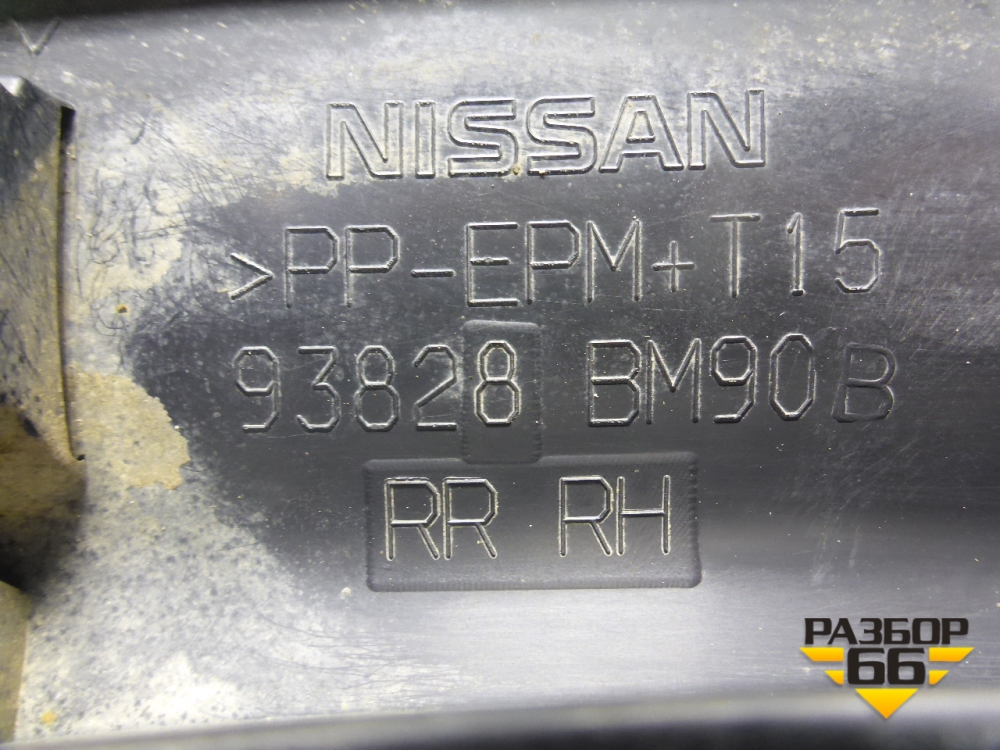 NISSAN
>PP-EPM+T15
93828 BM90B
RR RH
РАЗБОР
66